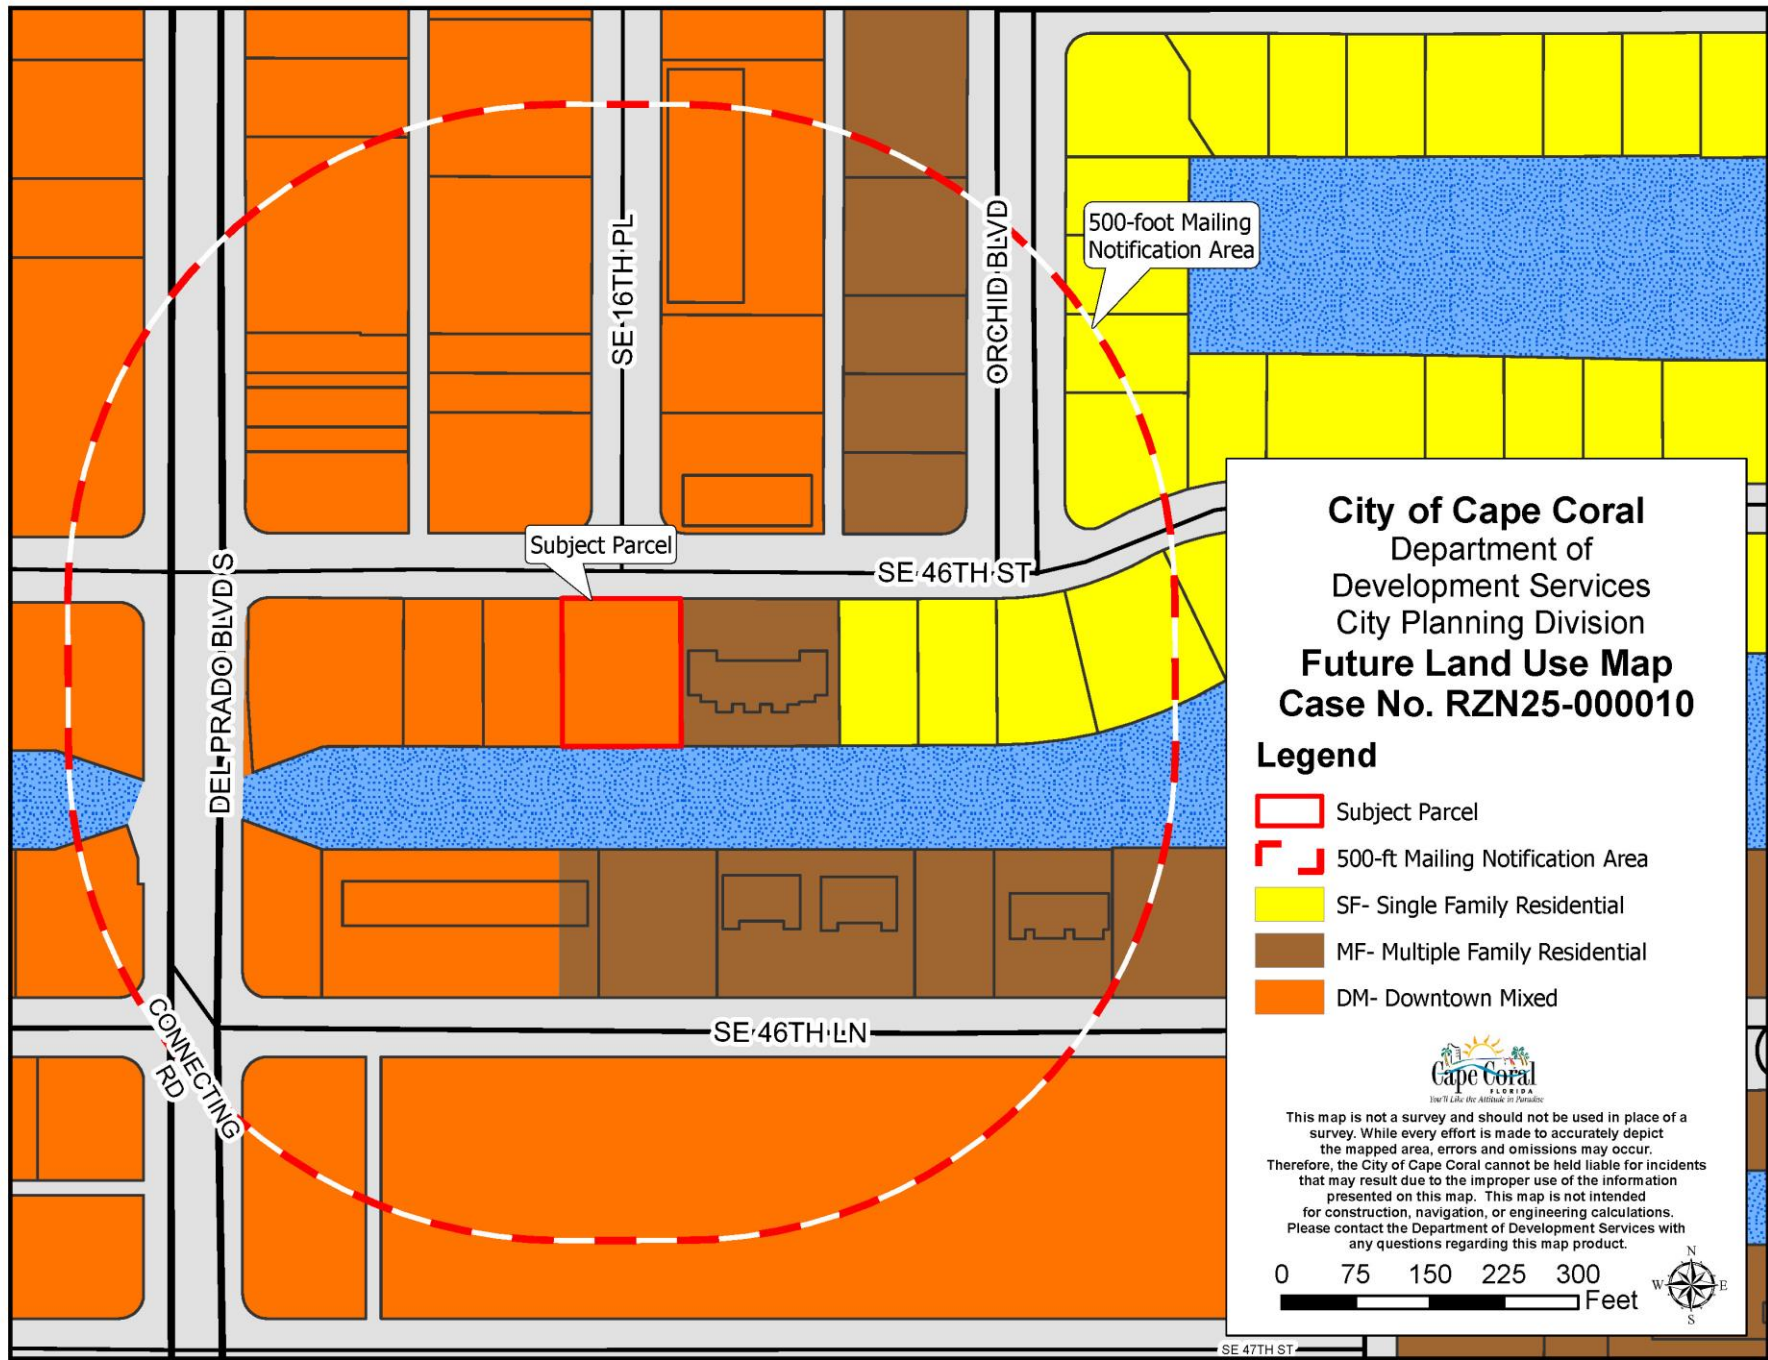 500-foot Mailing
Notification Area
SE 16TH PL
ORCHID BLVD
Subject Parcel
SE 46TH ST
DEL PRADO BLVD S
SE 46TH LN
CONNECTING
RD
SE 47TH ST
City of Cape Coral
Department of
Development Services
City Planning Division
Future Land Use Map
Case No. RZN25-000010
Legend
Subject Parcel
500-ft Mailing Notification Area
SF- Single Family Residential
MF- Multiple Family Residential
DM- Downtown Mixed
Cape Coral
FLORIDA
You'll Like the Attitude in Paradise
This map is not a survey and should not be used in place of a
survey. While every effort is made to accurately depict
the mapped area, errors and omissions may occur.
Therefore, the City of Cape Coral cannot be held liable for incidents
that may result due to the improper use of the information
presented on this map. This map is not intended
for construction, navigation, or engineering calculations.
Please contact the Department of Development Services with
any questions regarding this map product.
0 75 150 225 300
Feet
N
W E
S